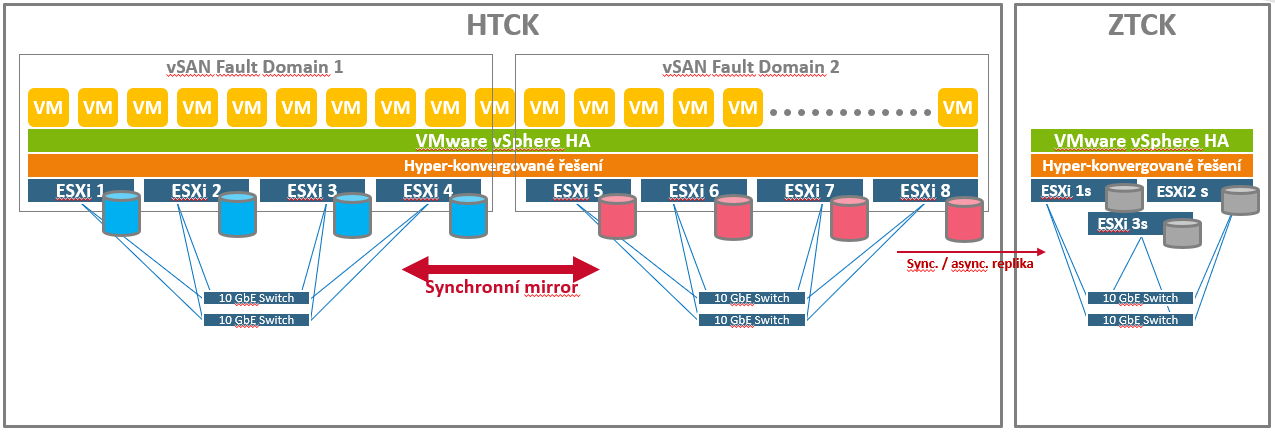 HTCK
ZTCK
vSAN Fault Domain 1
vSAN Fault Domain 2
VM VM VM VM VM VM VM VM VM VM VM VM VM VM VM VM
VMware vSphere HA
VMware vSphere HA
Hyper-konvergované řešení
Hyper-konvergované řešení
ESXi 1 ESXi 2 ESXi 3 ESXi 4 ESXi 5 ESXi 6 ESXi 7 ESXi 8
ESXi 1s ESXi2 s
ESXi 3s
Sync. / async. replika
Synchronní mirror
10 GbE Switch
10 GbE Switch
10 GbE Switch
10 GbE Switch
10 GbE Switch
10 GbE Switch